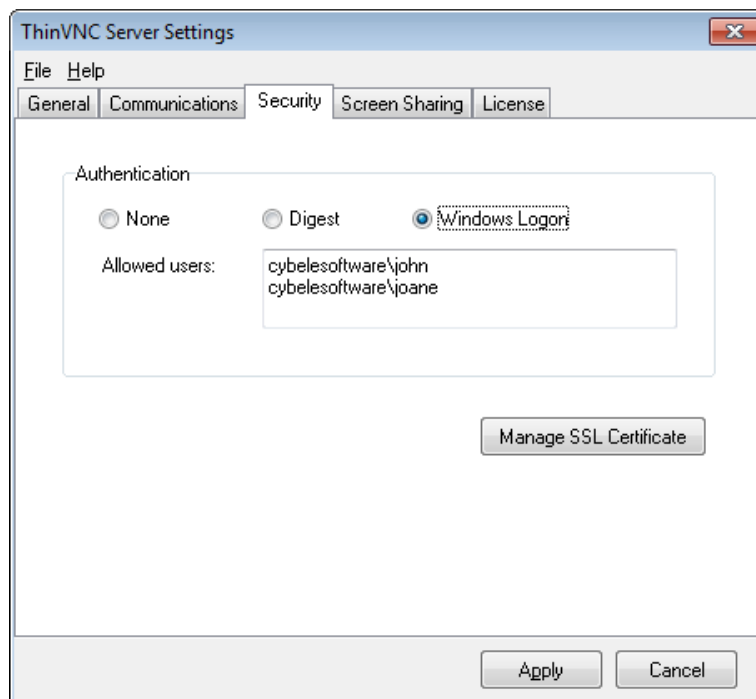 ThinVNC Server Settings
File Help
General Communications Security Screen Sharing License
Authentication
None Digest Windows Logon
Allowed users: cybelesoftware\john
cybelesoftware\joane
Manage SSL Certificate
Apply Cancel